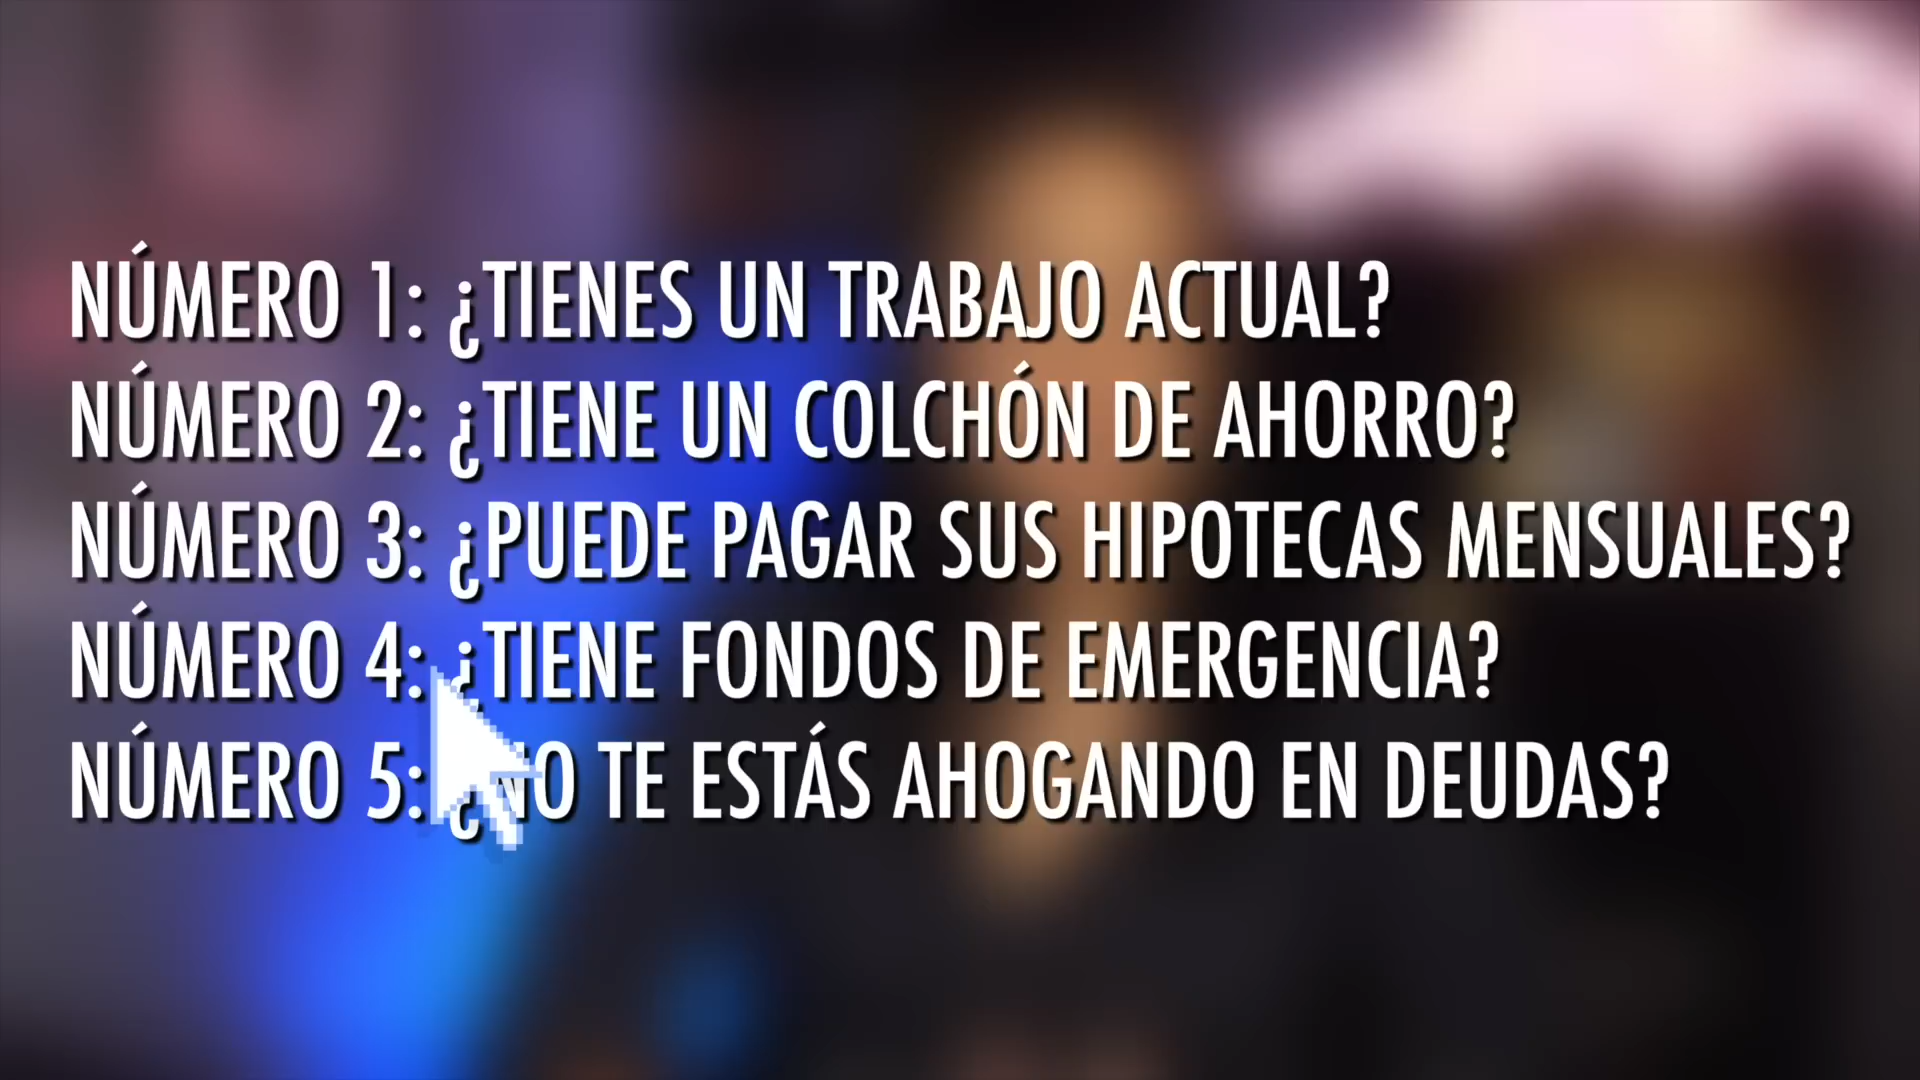 NÚMERO 1: ¿TIENES UN TRABAJO ACTUAL?
NÚMERO 2: ¿TIENE UN COLCHÓN DE AHORRO?
NÚMERO 3: ¿PUEDE PAGAR SUS HIPOTECAS MENSUALES?
NÚMERO 4: ¿TIENE FONDOS DE EMERGENCIA?
NÚMERO 5: ¿NO TE ESTÁS AHOGANDO EN DEUDAS?